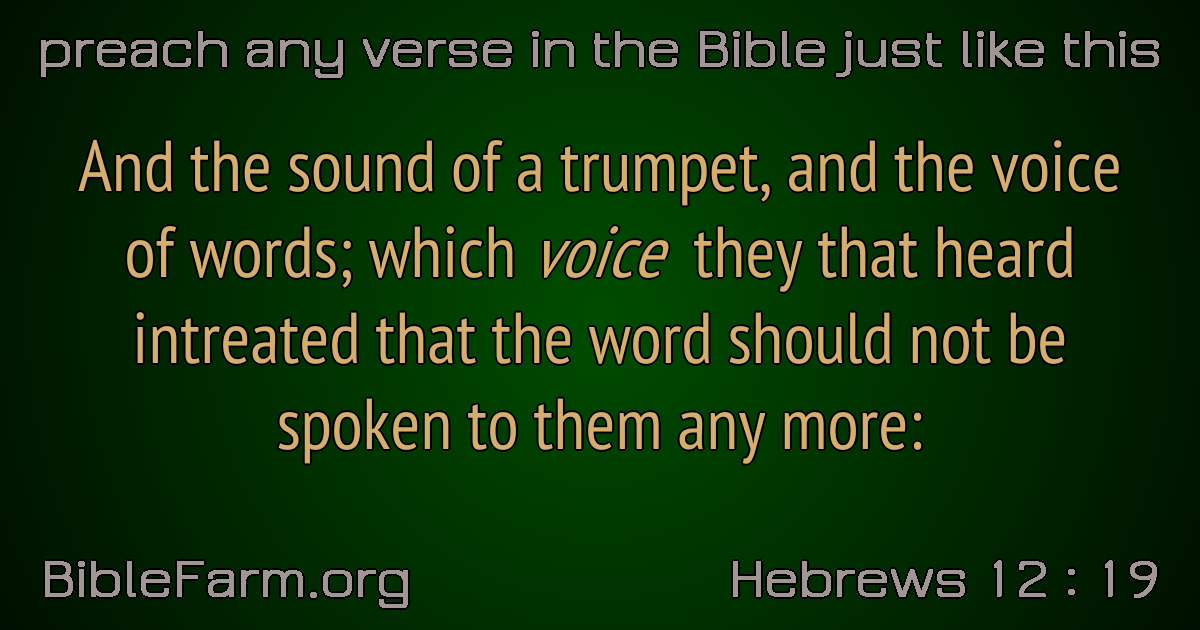 preach any verse in the Bible just like this
And the sound of a trumpet, and the voice
of words; which voice they that heard
intreated that the word should not be
spoken to them any more:
BibleFarm.org
Hebrews 12 : 19